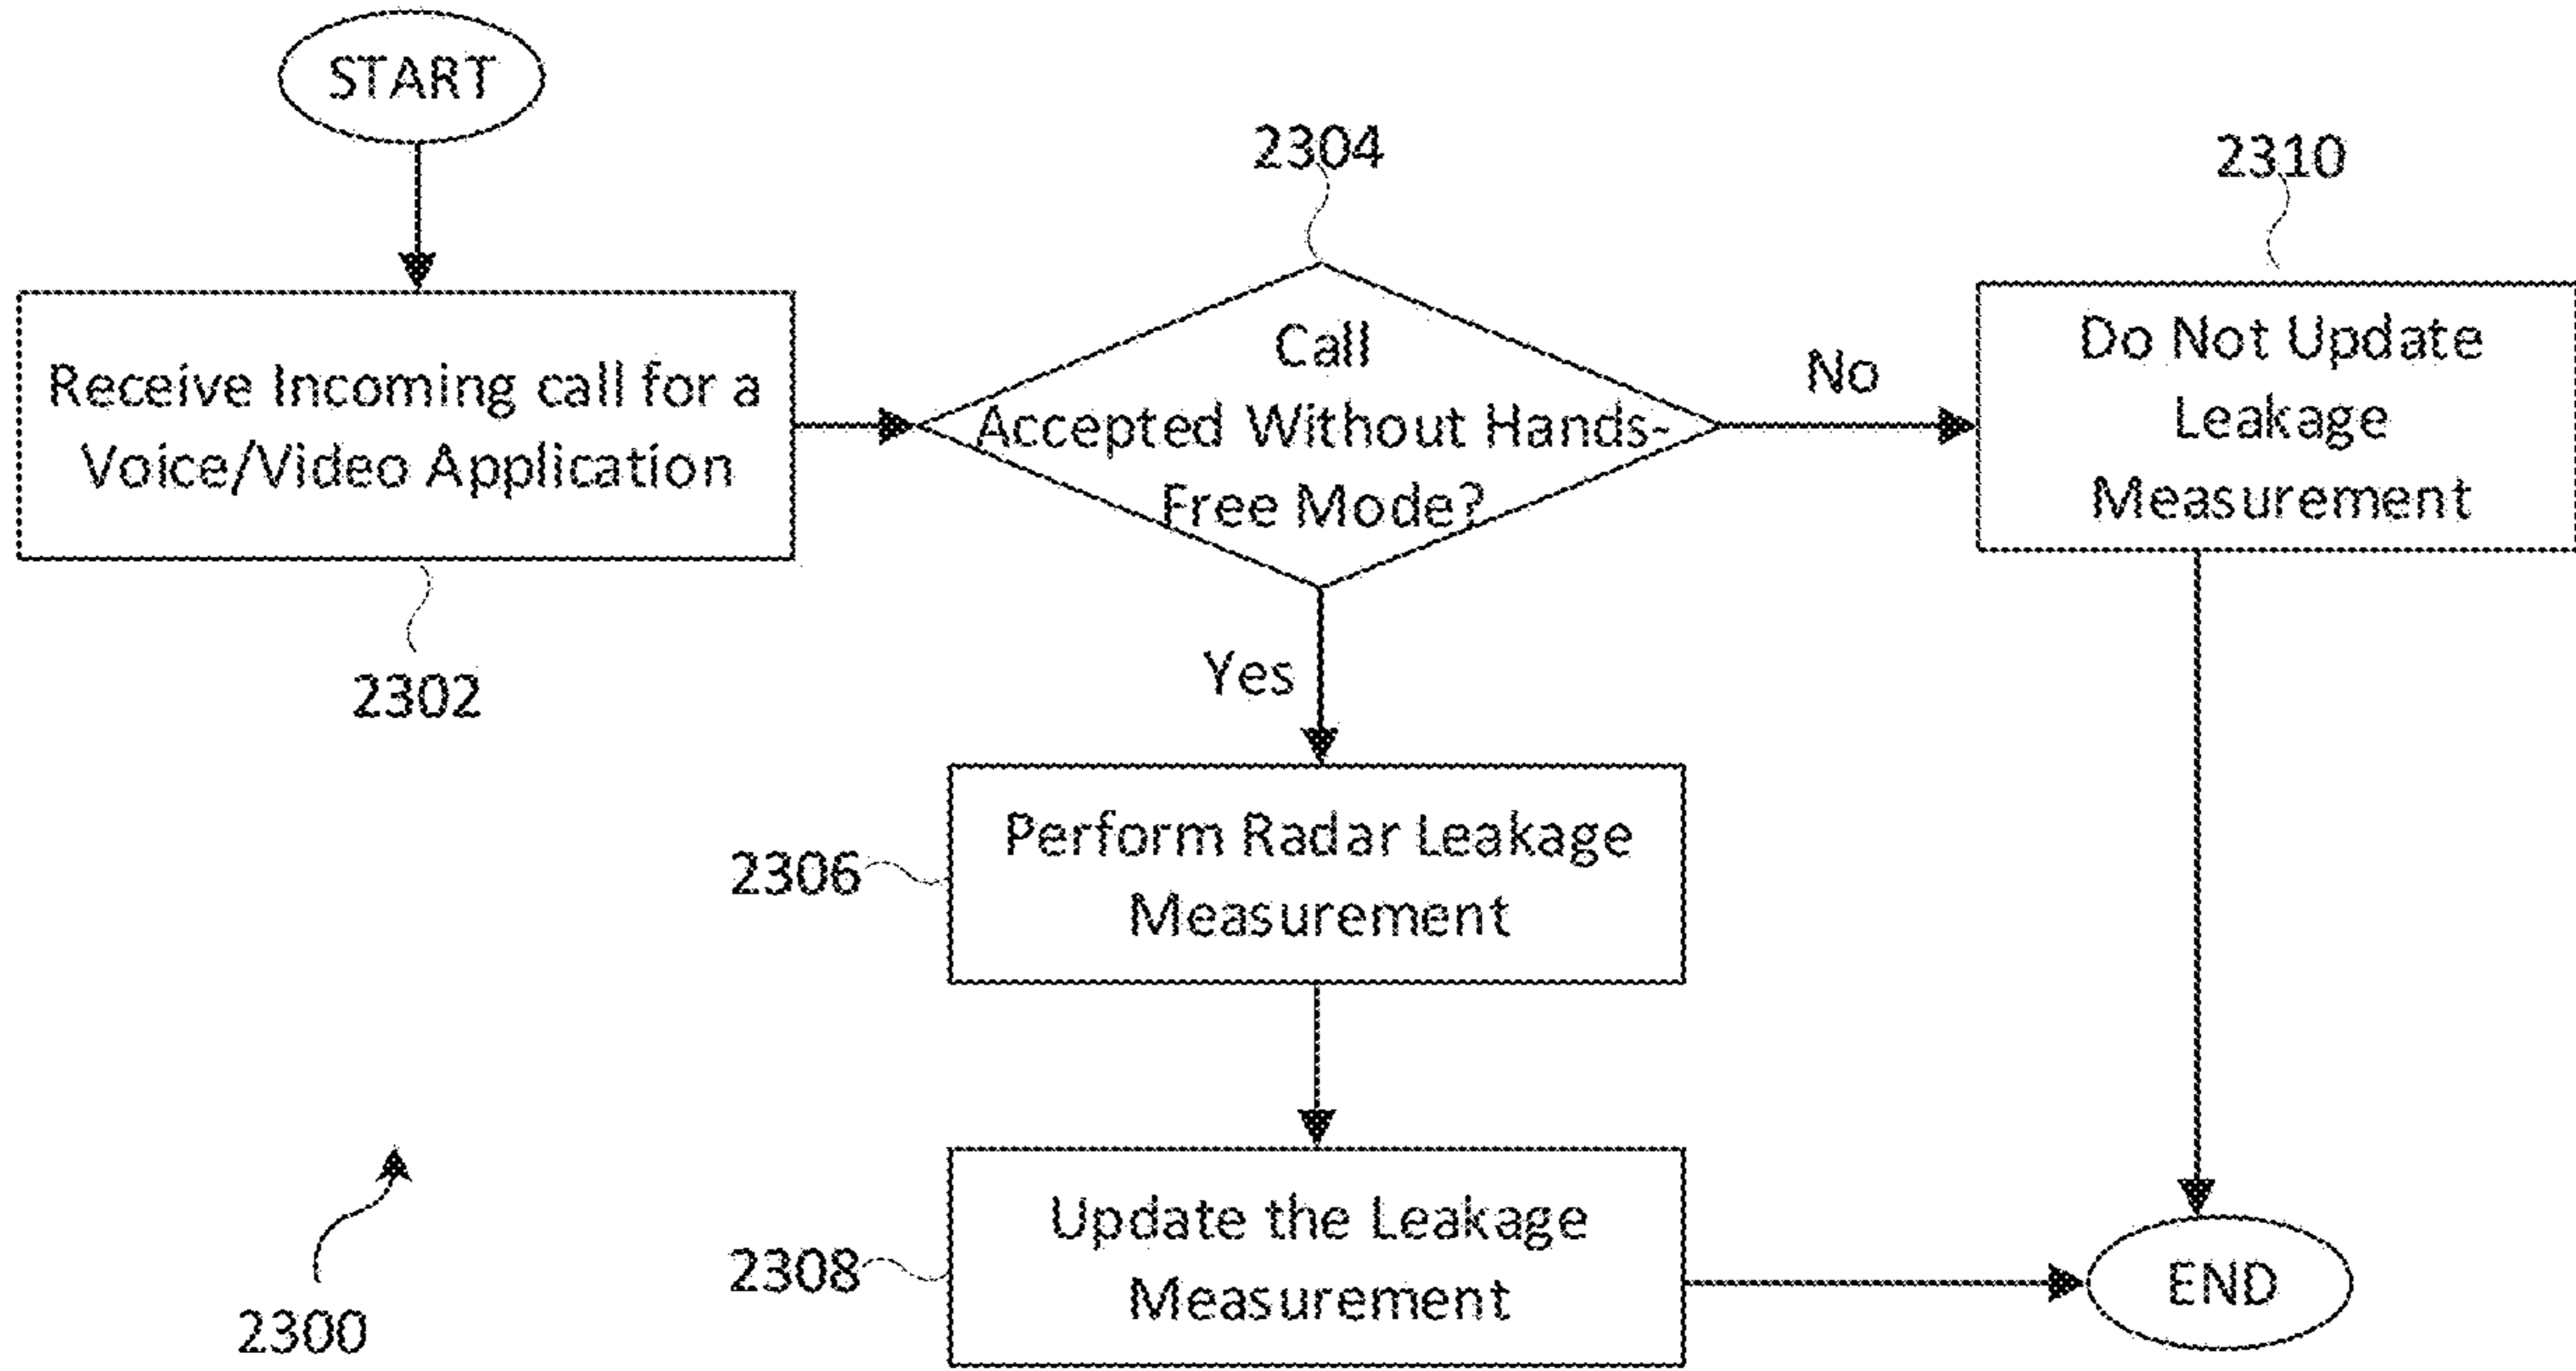 START
2304
2310
Receive Incoming call for a
Voice/Video Application
2302
Call
Accepted Without Hands-
Free Mode?
No
Do Not Update
Leakage
Measurement
Yes
2306
Perform Radar Leakage
Measurement
2308
Update the Leakage
Measurement
END
2300